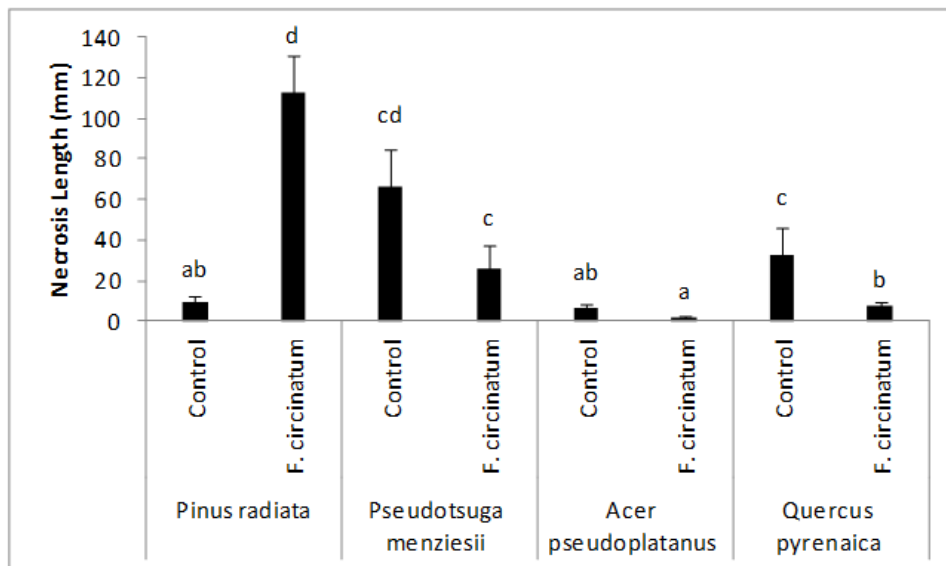 Necrosis Length (mm)
140
120
100
80
60
40
20
0
ab
d
cd
c
ab
a
c
b
Control
F. circinatum
Control
F. circinatum
Control
F. circinatum
Control
F. circinatum
Pinus radiata
Pseudotsuga
menziesii
Acer
pseudoplatanus
Quercus
pyrenaica